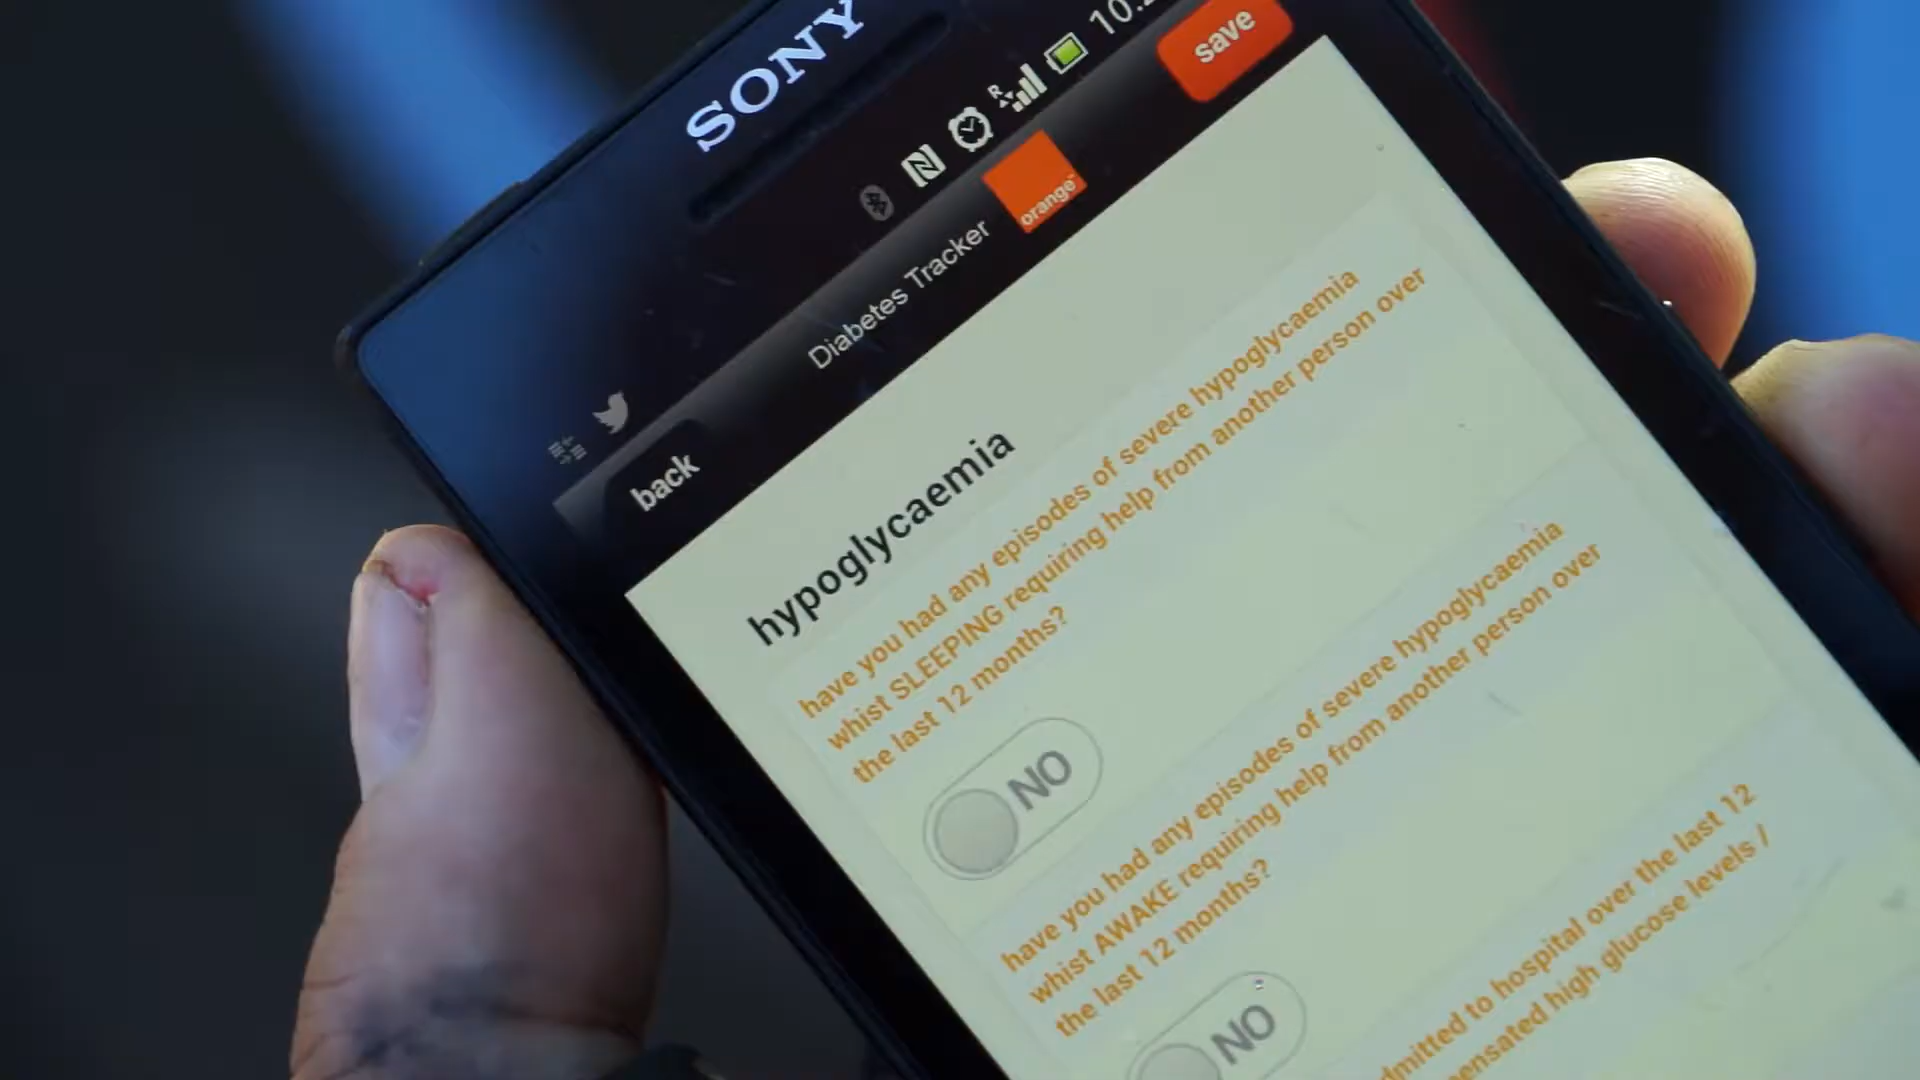 SONY
save
Diabetes Tracker
orange
back
hypoglycaemia
have you had any episodes of severe hypoglycaemia
whist SLEEPING requiring help from another person over
the last 12 months?
NO
have you had any episodes of severe hypoglycaemia
whist AWAKE requiring help from another person over
the last 12 months?
NO
to hospital over the last 12
high glucose levels /